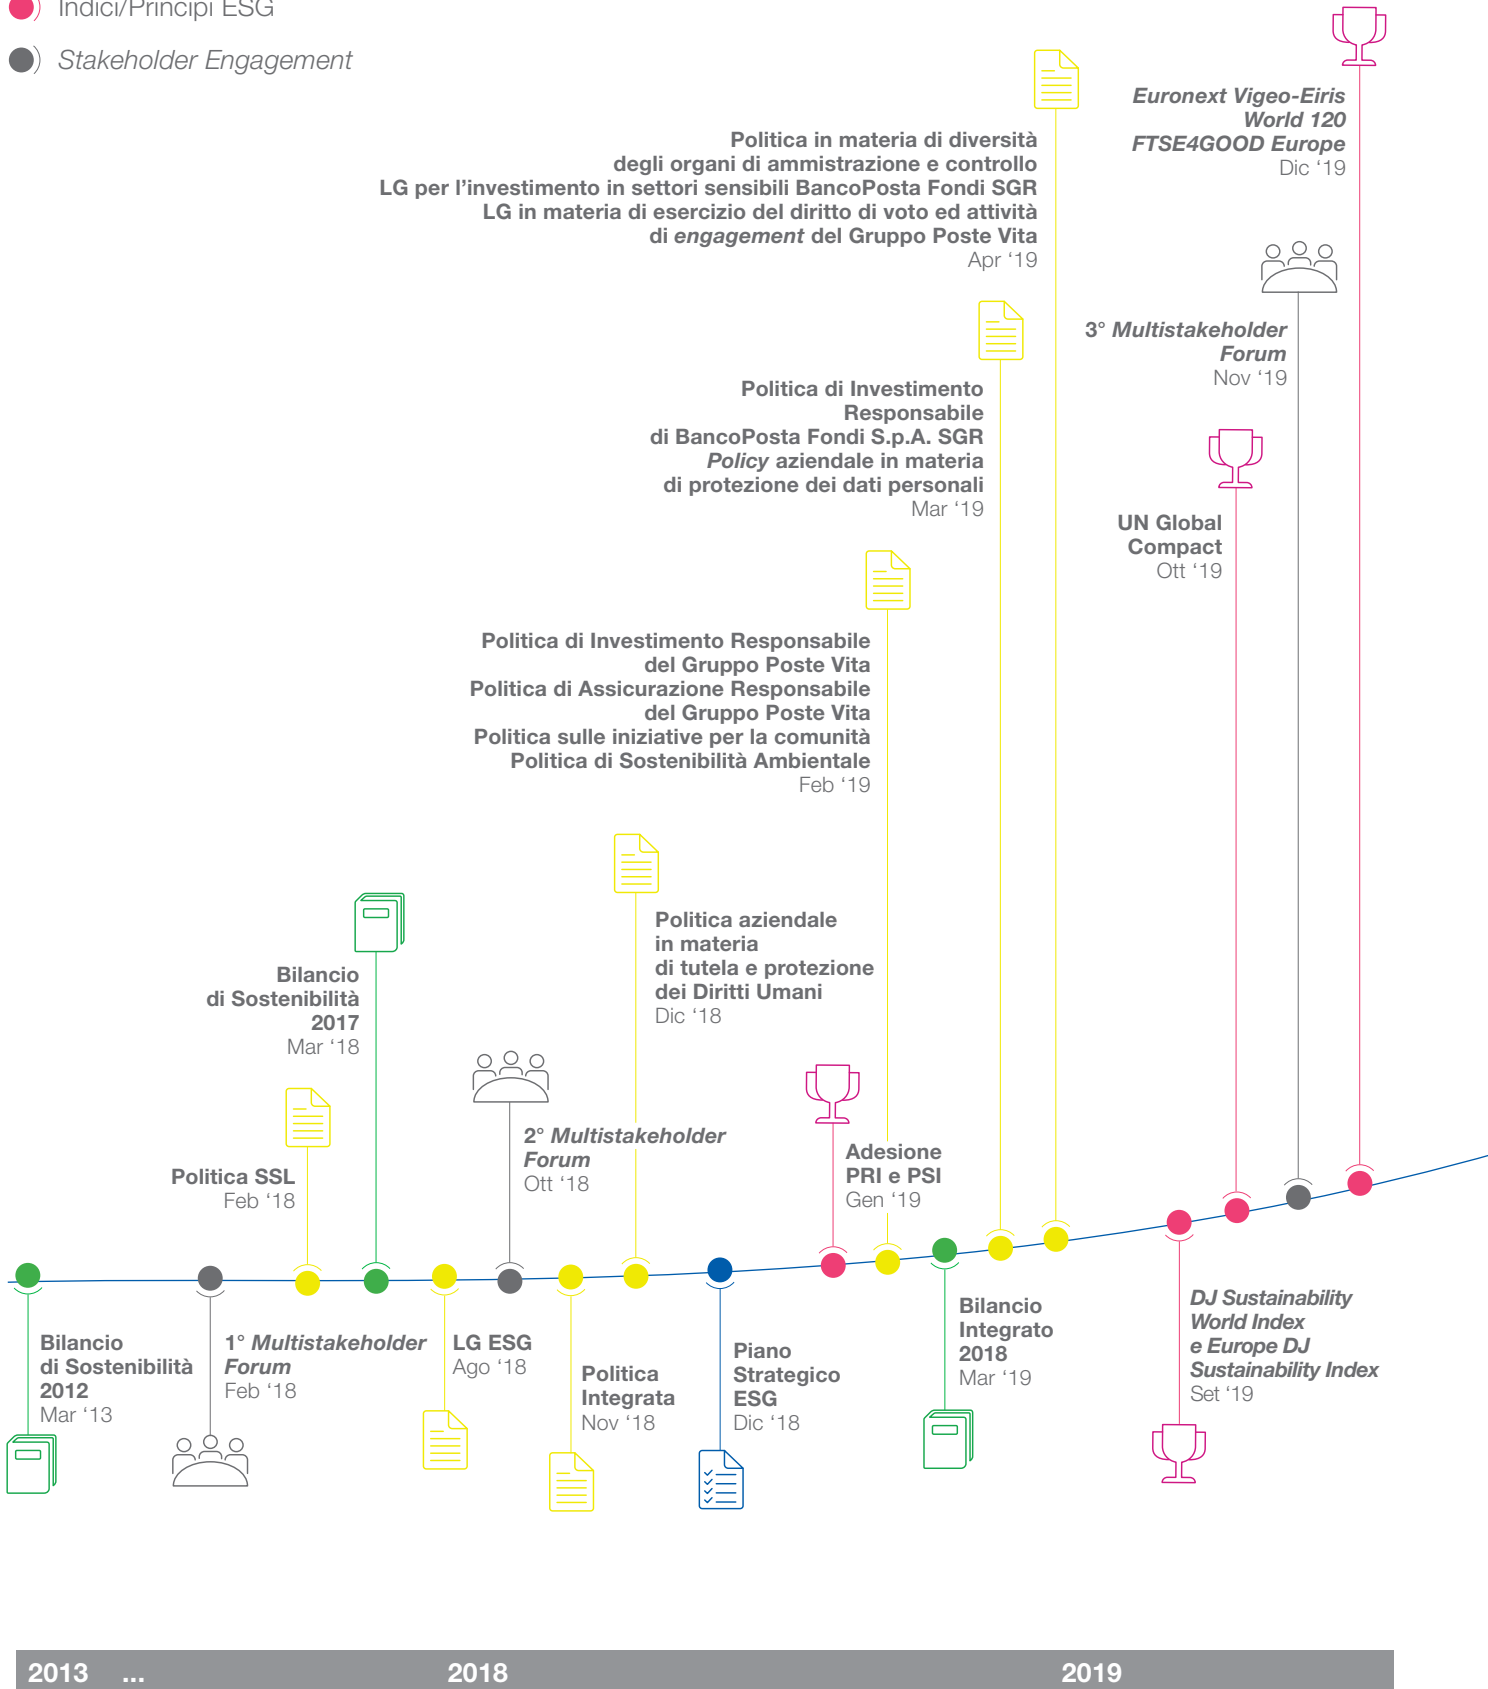 Indici/Principi ESG
Stakeholder Engagement
Euronext Vigeo-Eiris
World 120
FTSE4GOOD Europe
Dic ‘19
Politica in materia di diversità
degli organi di ammistrazione e controllo
LG per l’investimento in settori sensibili BancoPosta Fondi SGR
LG in materia di esercizio del diritto di voto ed attività
di engagement del Gruppo Poste Vita
Apr ‘19
3° Multistakeholder
Forum
Nov ‘19
Politica di Investimento
Responsabile
di BancoPosta Fondi S.p.A. SGR
Policy aziendale in materia
di protezione dei dati personali
Mar ‘19
UN Global
Compact
Ott ‘19
Politica di Investimento Responsabile
del Gruppo Poste Vita
Politica di Assicurazione Responsabile
del Gruppo Poste Vita
Politica sulle iniziative per la comunità
Politica di Sostenibilità Ambientale
Feb ‘19
Politica aziendale
in materia
di tutela e protezione
dei Diritti Umani
Dic ‘18
Bilancio
di Sostenibilità
2017
Mar ‘18
2° Multistakeholder
Forum
Ott ‘18
Adesione
PRI e PSI
Gen ‘19
Politica SSL
Feb ‘18
Bilancio
di Sostenibilità
2012
Mar ‘13
1° Multistakeholder
Forum
Feb ‘18
LG ESG
Ago ‘18
Politica
Integrata
Nov ‘18
Piano
Strategico
ESG
Dic ‘18
Bilancio
Integrato
2018
Mar ‘19
DJ Sustainability
World Index
e Europe DJ
Sustainability Index
Set ‘19
2013 ... 2018 2019